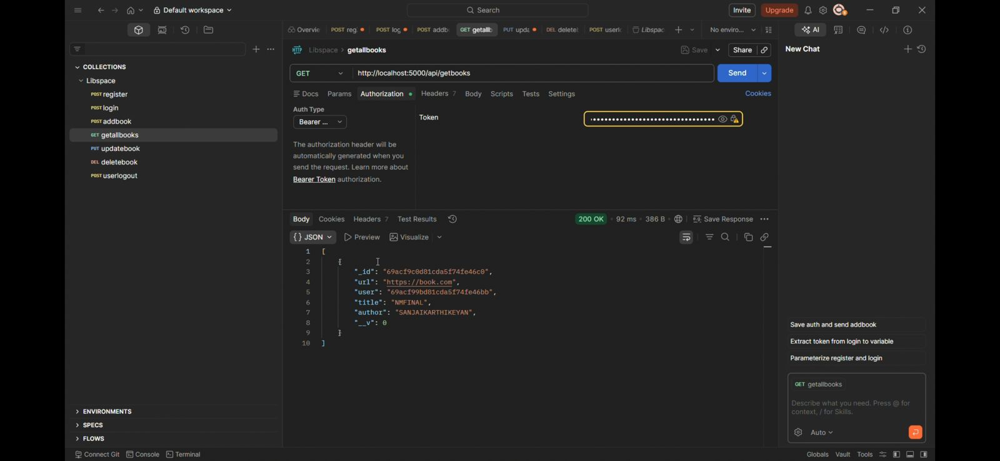 Default workspace
Search
Invite
Upgrade
Overvie
POST reg
POST log
POST addb
GET getallb
PUT upda
DEL delete
POST userl
Libspac
No enviro...
AI
Libspace > getallbooks
Save
Share
New Chat
COLLECTIONS
Libspace
POST register
POST login
POST addbook
GET getallbooks
PUT updatebook
DEL deletebook
POST userlogout
GET
http://localhost:5000/api/getbooks
Send
Docs
Params
Authorization
Headers 7
Body
Scripts
Tests
Settings
Cookies
Auth Type
Bearer ...
Token
The authorization header will be
automatically generated when you
send the request. Learn more about
Bearer Token authorization.
Body
Cookies
Headers 7
Test Results
200 OK
92 ms
386 B
e.g. Save Response
{} JSON
Preview
Visualize
1 [
2 {
3 "_id": "69acf9c0d81cda5f74fe46c0",
4 "url": "https://book.com",
5 "user": "69acf99bd81cda5f74fe46bb",
6 "title": "NMFINAL",
7 "author": "SANJAIKARTHIKEYAN",
8 "__v": 0
9 }
10 ]
Save auth and send addbook
Extract token from login to variable
Parameterize register and login
GET getallbooks
Describe what you need. Press @ for
context, / for Skills.
Auto
ENVIRONMENTS
SPECS
FLOWS
Connect Git
Console
Terminal
Globals
Vault
Tools